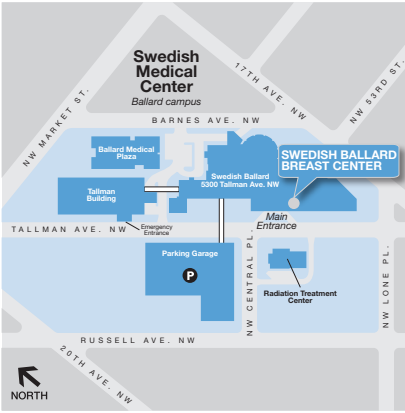 Swedish
Medical
Center
Ballard campus
17TH AVE. NW
NW 53RD ST.
NW MARKET ST.
BARNES AVE. NW
Ballard Medical
Plaza
SWEDISH BALLARD
BREAST CENTER
Swedish Ballard
5300 Tallman Ave. NW
Tallman
Building
Main
Entrance
Emergency
Entrance
TALLMAN AVE. NW
Parking Garage
P
NW CENTRAL PL.
Radiation Treatment
Center
NW LONE PL.
RUSSELL AVE. NW
20TH AVE. NW
NORTH